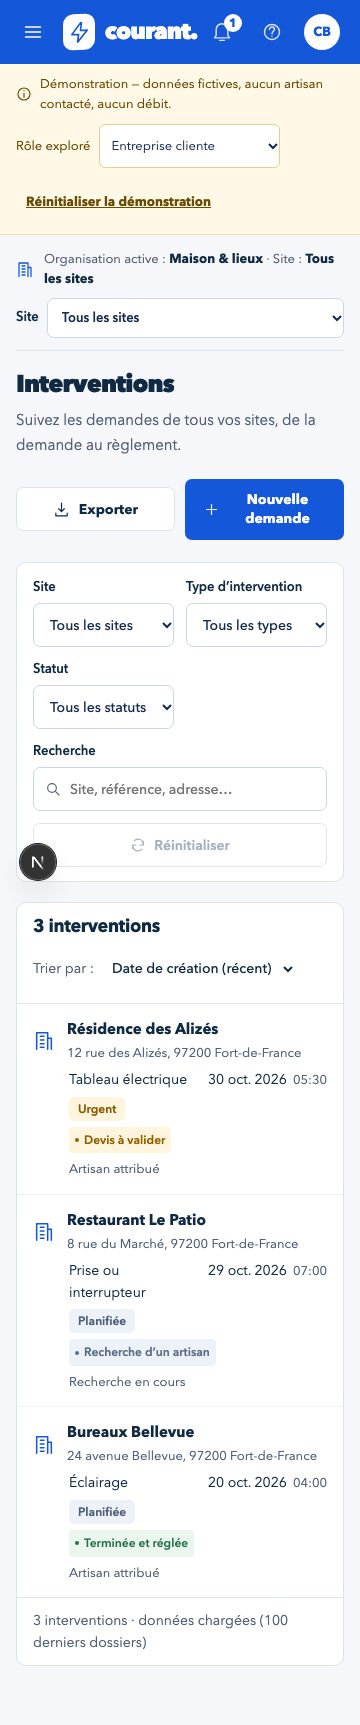 courant.
1
CB
Démonstration – données fictives, aucun artisan
contacté, aucun débit.
Rôle exploré
Entreprise cliente
Réinitialiser la démonstration
Organisation active : Maison & lieux · Site : Tous
les sites
Site
Tous les sites
Interventions
Suivez les demandes de tous vos sites, de la
demande au règlement.
Exporter
Nouvelle
demande
Site
Type d’intervention
Tous les sites
Tous les types
Statut
Tous les statuts
Recherche
Site, référence, adresse…
Réinitialiser
N
3 interventions
Trier par :
Date de création (récent)
Résidence des Alizés
12 rue des Alizés, 97200 Fort-de-France
Tableau électrique 30 oct. 2026 05:30
Urgent
• Devis à valider
Artisan attribué
Restaurant Le Patio
8 rue du Marché, 97200 Fort-de-France
Prise ou 29 oct. 2026 07:00
interrupteur
Planifiée
• Recherche d’un artisan
Recherche en cours
Bureaux Bellevue
24 avenue Bellevue, 97200 Fort-de-France
Éclairage 20 oct. 2026 04:00
Planifiée
• Terminée et réglée
Artisan attribué
3 interventions · données chargées (100
derniers dossiers)